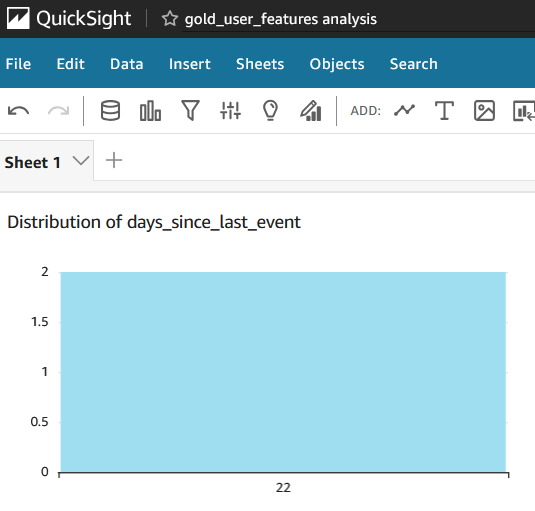 QuickSight gold_user_features analysis
File Edit Data Insert Sheets Objects Search
ADD: T
Sheet 1
Distribution of days_since_last_event
2
1.5
1
0.5
0
22